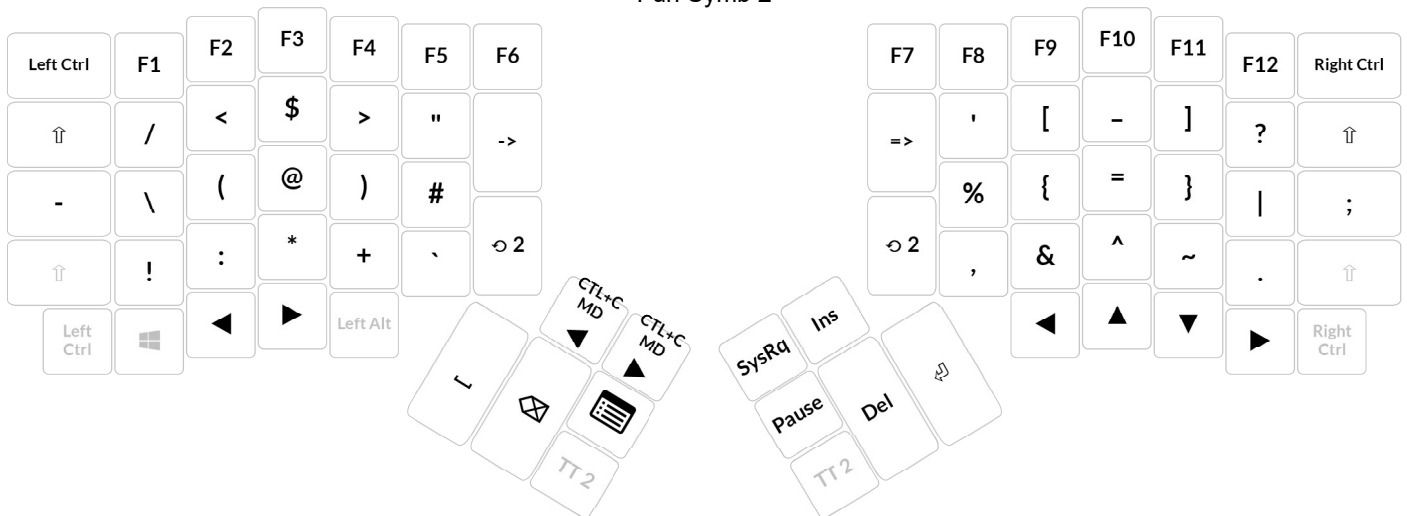 Left Ctrl F1 F2 F3 F4 F5 F6 F7 F8 F9 F10 F11 F12 Right Ctrl
⇧ / < $ > " -> => ' [ _ ] ? ⇧
- \ ( @ ) # % { = } | ;
⇧ ! : * + ` ⟲ 2 ⟲ 2 , & ^ ~ . ⇧
Left
Ctrl
◀ ▶ Left Alt
◀ ▲ ▼ ▶
Right
Ctrl
CTL+C
MD
▼
CTL+C
MD
▲
SysRq Ins
Pause Del
TT 2
TT 2